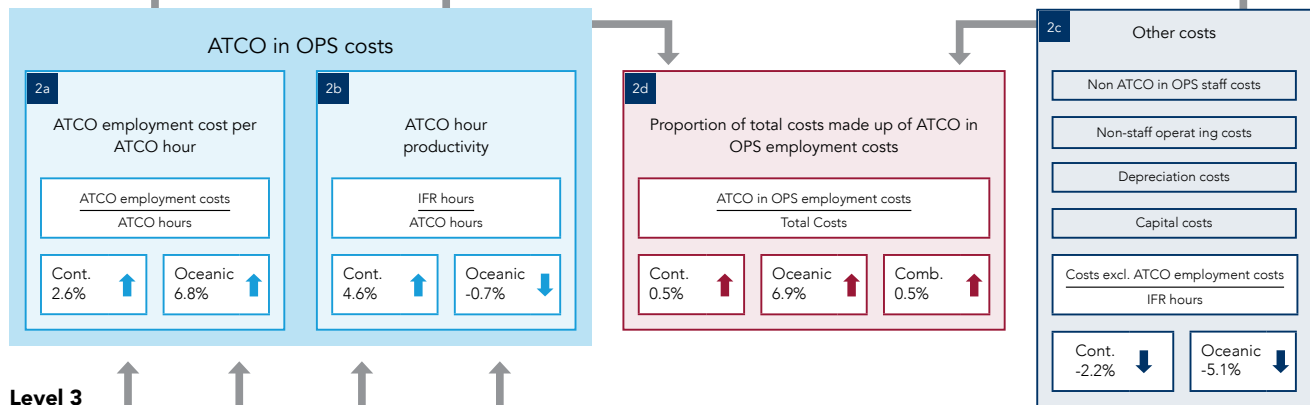 ATCO in OPS costs
2a
ATCO employment cost per
ATCO hour
ATCO employment costs
ATCO hours
Cont.
2.6%
Oceanic
6.8%
2b
ATCO hour
productivity
IFR hours
ATCO hours
Cont.
4.6%
Oceanic
-0.7%
2d
Proportion of total costs made up of ATCO in
OPS employment costs
ATCO in OPS employment costs
Total Costs
Cont.
0.5%
Oceanic
6.9%
Comb.
0.5%
2c
Other costs
Non ATCO in OPS staff costs
Non-staff operat ing costs
Depreciation costs
Capital costs
Costs excl. ATCO employment costs
IFR hours
Cont.
-2.2%
Oceanic
-5.1%
Level 3